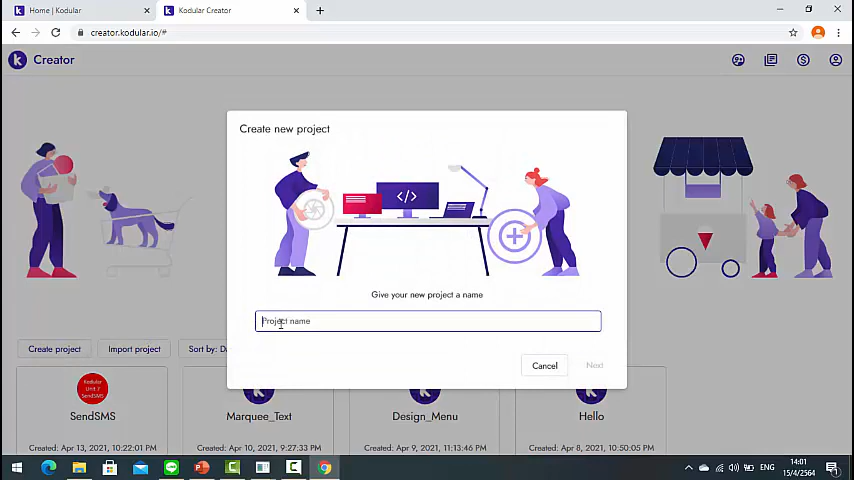 Home | Kodular
Kodular Creator
creator.kodular.io/#
Creator
Create new project
</>
Give your new project a name
Project name
Cancel
Next
Create project
Import project
Sort by: Da
Kodular
Unit 7
SendSMS
SendSMS
Marquee_Text
Design_Menu
Hello
Created: Apr 13, 2021, 10:22:01 PM
Created: Apr 10, 2021, 9:27:33 PM
Created: Apr 9, 2021, 11:13:46 PM
Created: Apr 8, 2021, 10:50:05 PM
ENG
14:01
15/4/2564